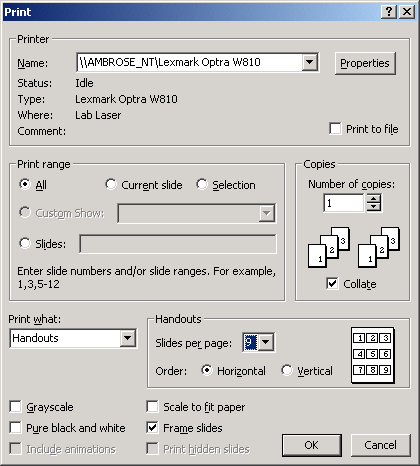 Print
Printer
Name: \\AMBROSE_NT\Lexmark Optra W810 Properties
Status: Idle
Type: Lexmark Optra W810
Where: Lab Laser
Comment: Print to file
Print range
All Current slide Selection
Custom Show:
Slides:
Enter slide numbers and/or slide ranges. For example,
1,3,5-12
Copies
Number of copies:
1
1 2 3 1 2 3
Collate
Print what:
Handouts
Handouts
Slides per page: 9
Order: Horizontal Vertical
1 2 3
4 5 6
7 8 9
Grayscale Scale to fit paper
Pure black and white Frame slides
Include animations Print hidden slides
OK Cancel